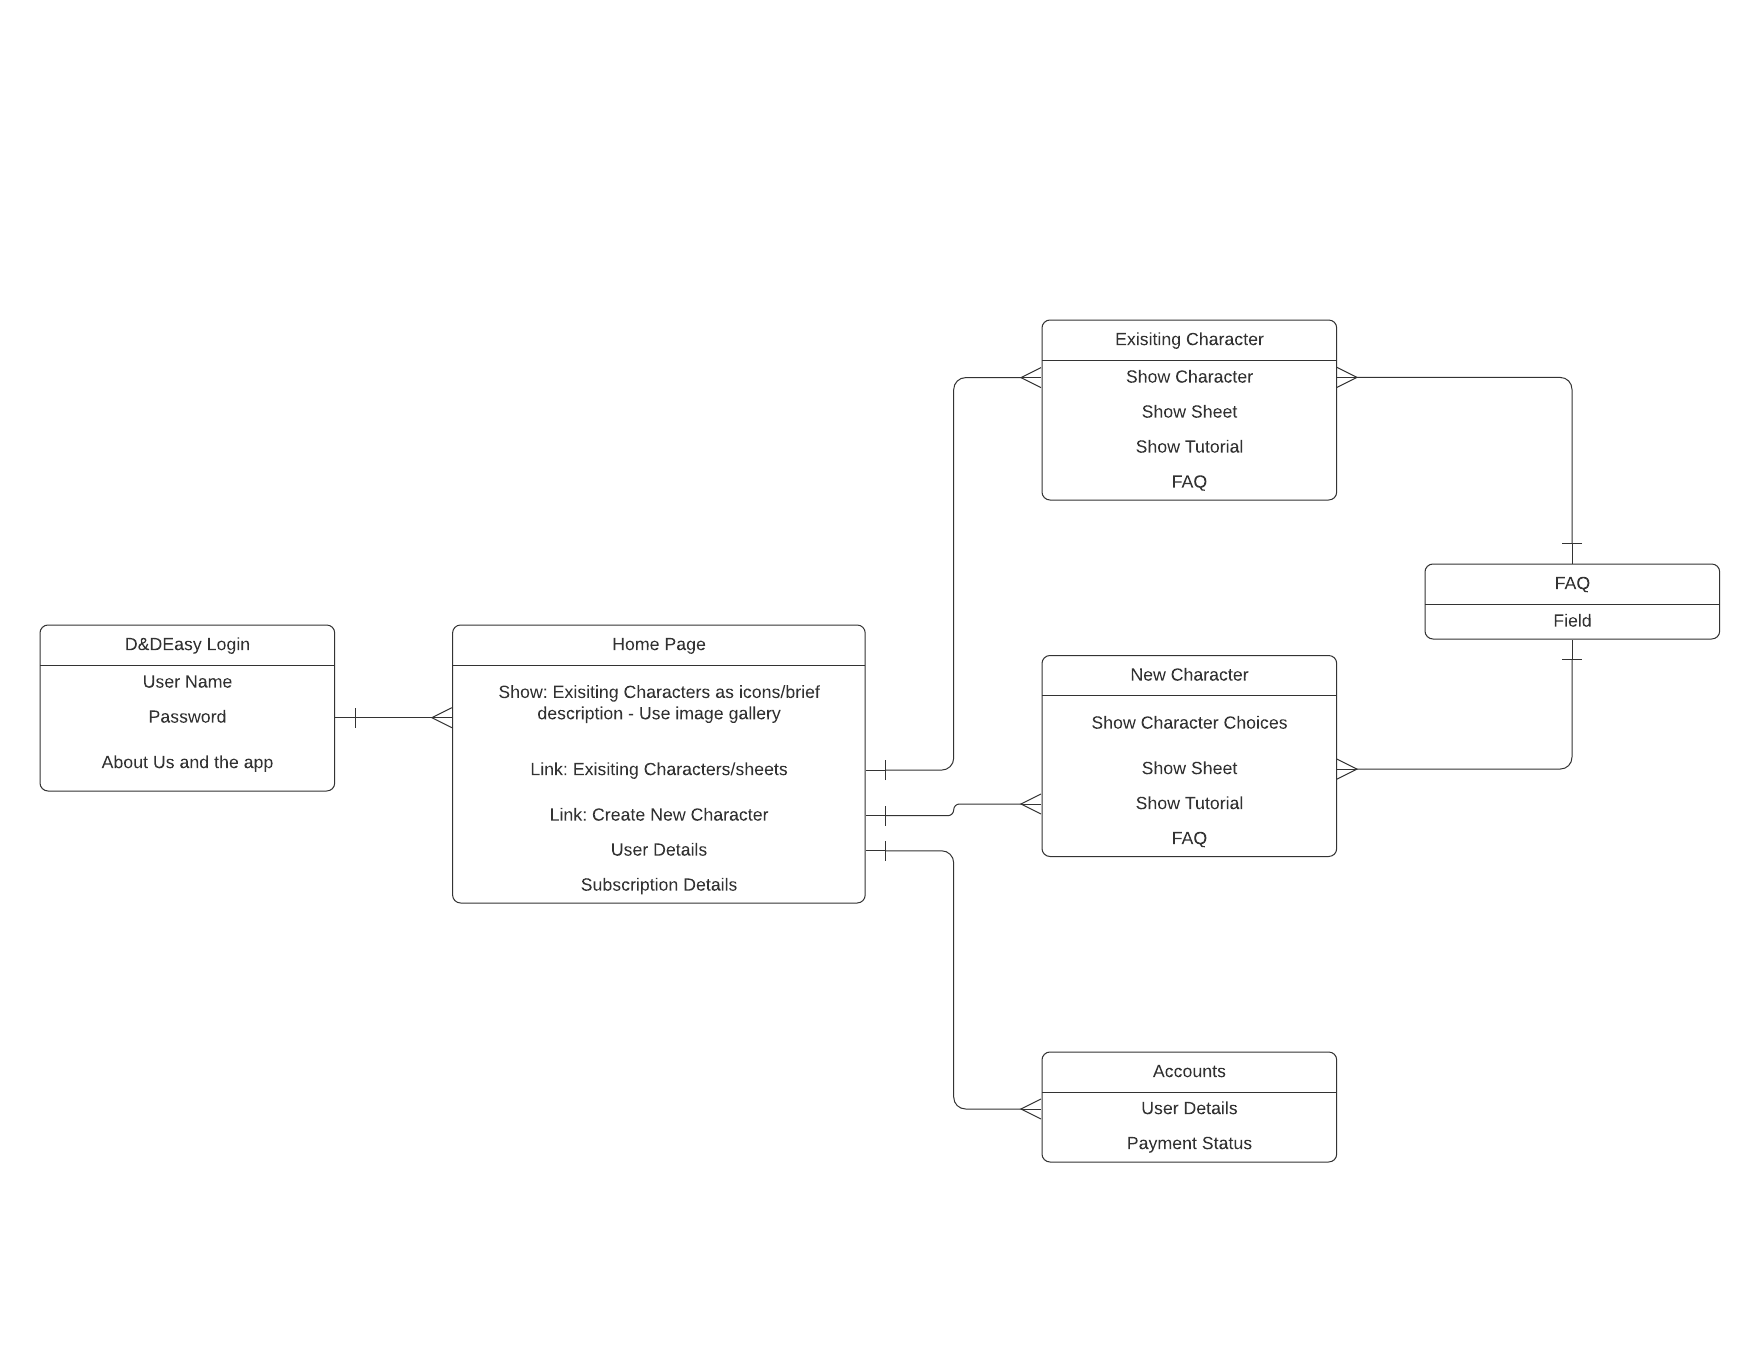 D&DEasy Login
User Name
Password
About Us and the app
Home Page
Show: Exisiting Characters as icons/brief
description - Use image gallery
Link: Exisiting Characters/sheets
Link: Create New Character
User Details
Subscription Details
Exisiting Character
Show Character
Show Sheet
Show Tutorial
FAQ
New Character
Show Character Choices
Show Sheet
Show Tutorial
FAQ
Accounts
User Details
Payment Status
FAQ
Field